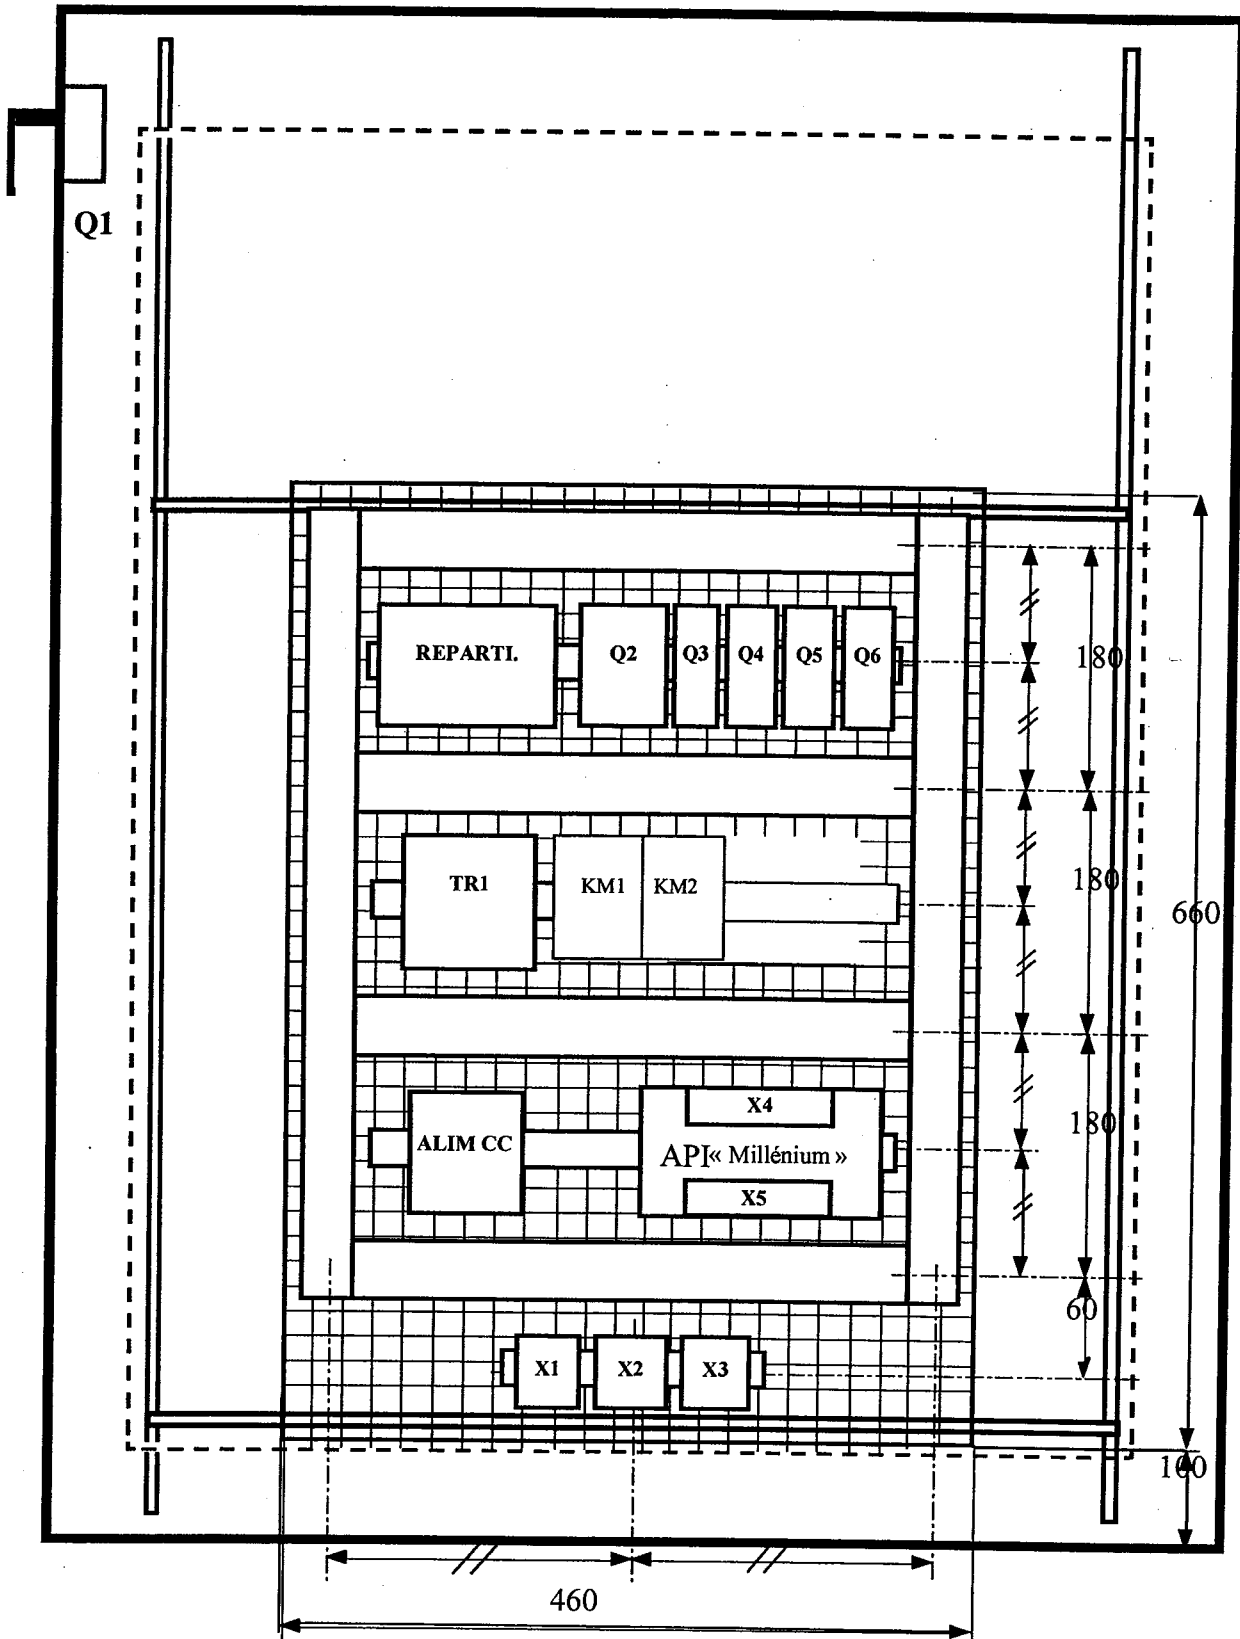 Q1
REPARTI.
Q2
Q3
Q4
Q5
Q6
180
TR1
KM1
KM2
180
660
ALIM CC
X4
API« Millénium »
X5
180
60
X1
X2
X3
100
460